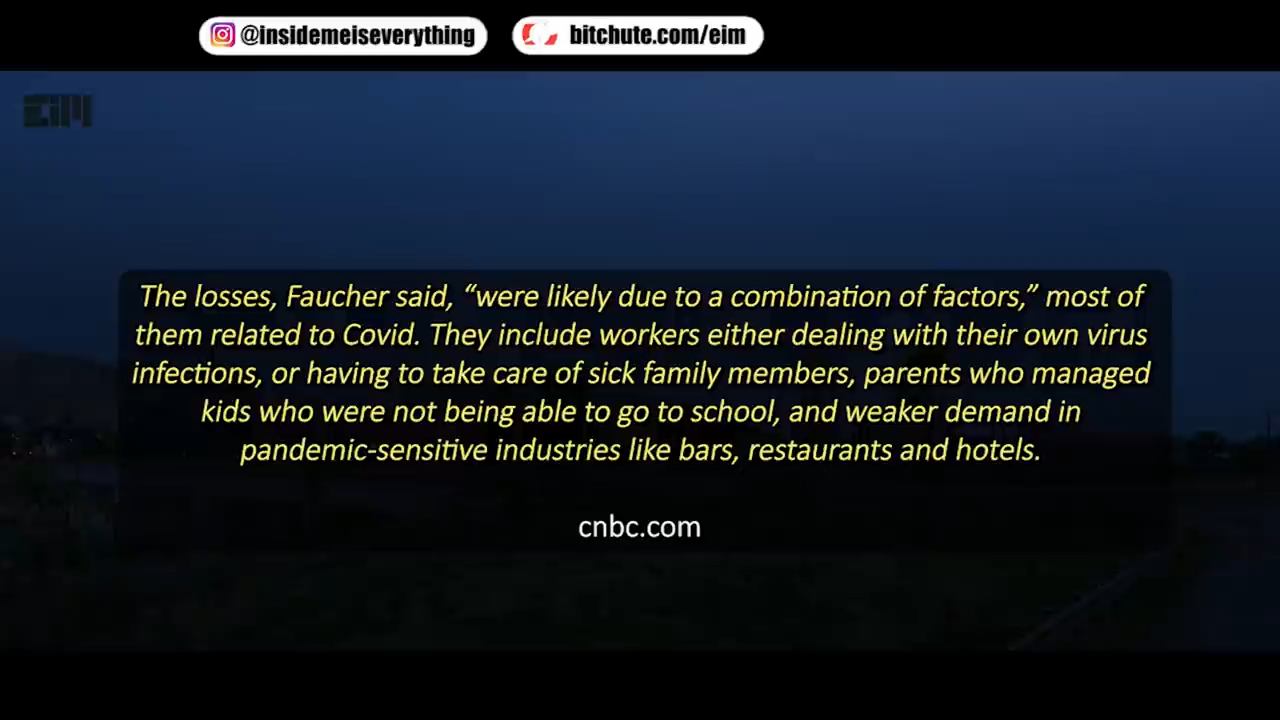 @insidemeiseverything
bitchute.com/eim
EIM
The losses, Faucher said, “were likely due to a combination of factors,” most of
them related to Covid. They include workers either dealing with their own virus
infections, or having to take care of sick family members, parents who managed
kids who were not being able to go to school, and weaker demand in
pandemic-sensitive industries like bars, restaurants and hotels.
cnbc.com